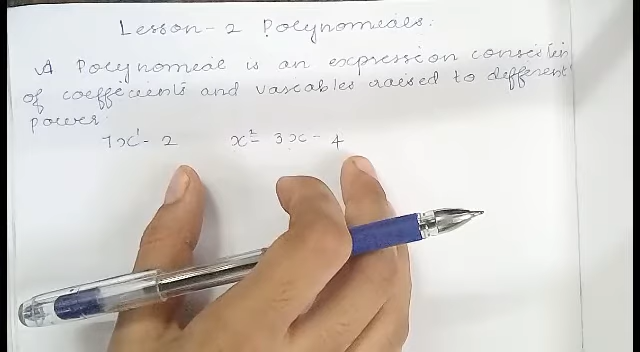 Lesson - 2 Polynomials.
A Polynomial is an expression consistin
of coefficients and variables raised to different
power.
7x¹ - 2 x² - 3x - 4